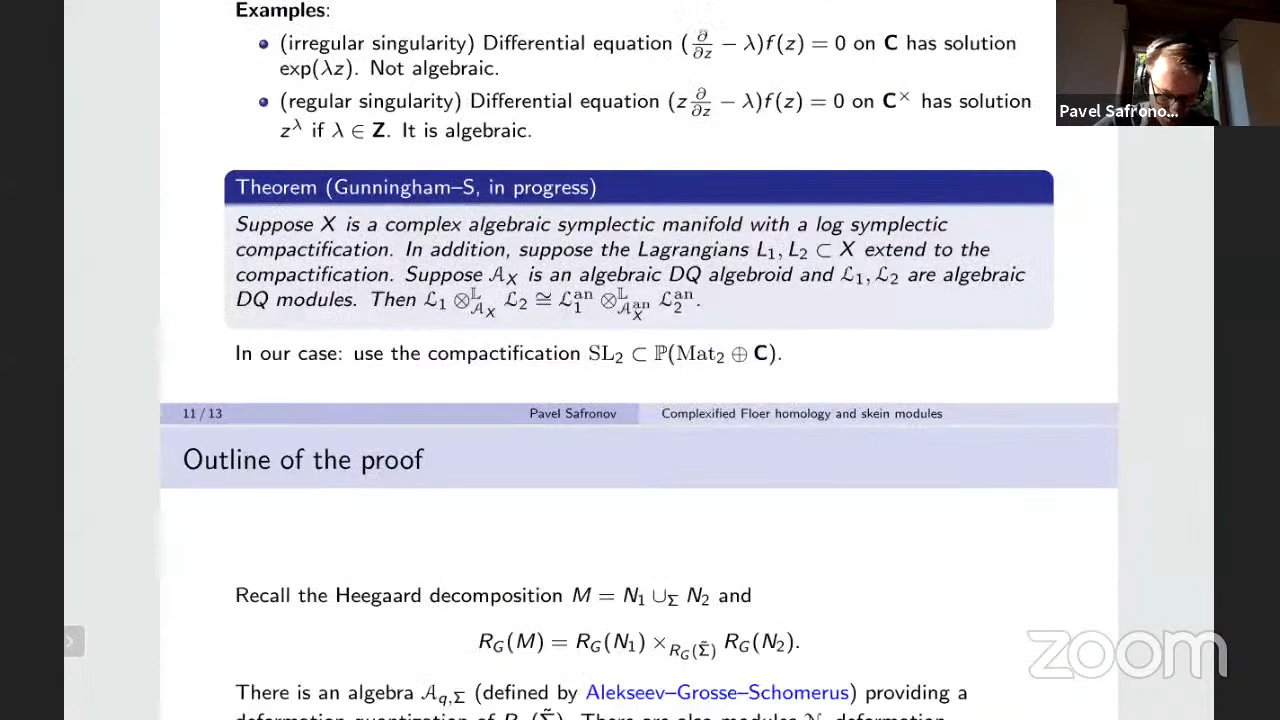 Examples:
(irregular singularity) Differential equation (∂/∂z − λ)f(z) = 0 on C has solution
exp(λz). Not algebraic.
(regular singularity) Differential equation (z ∂/∂z − λ)f(z) = 0 on C^× has solution
z^λ if λ ∈ Z. It is algebraic.
Pavel Safrono...
Theorem (Gunningham–S, in progress)
Suppose X is a complex algebraic symplectic manifold with a log symplectic
compactification. In addition, suppose the Lagrangians L₁, L₂ ⊂ X extend to the
compactification. Suppose 𝒜_X is an algebraic DQ algebroid and ℒ₁, ℒ₂ are algebraic
DQ modules. Then ℒ₁ ⊗^𝕃_{𝒜_X} ℒ₂ ≅ ℒ₁^an ⊗^𝕃_{𝒜_X^an} ℒ₂^an.
In our case: use the compactification SL₂ ⊂ ℙ(Mat₂ ⊕ C).
11 / 13 Pavel Safronov Complexified Floer homology and skein modules
Outline of the proof
Recall the Heegaard decomposition M = N₁ ∪_Σ N₂ and
R_G(M) = R_G(N₁) ×_{R_G(Σ̃)} R_G(N₂).
zoom
There is an algebra 𝒜_{q,Σ} (defined by Alekseev–Grosse–Schomerus) providing a